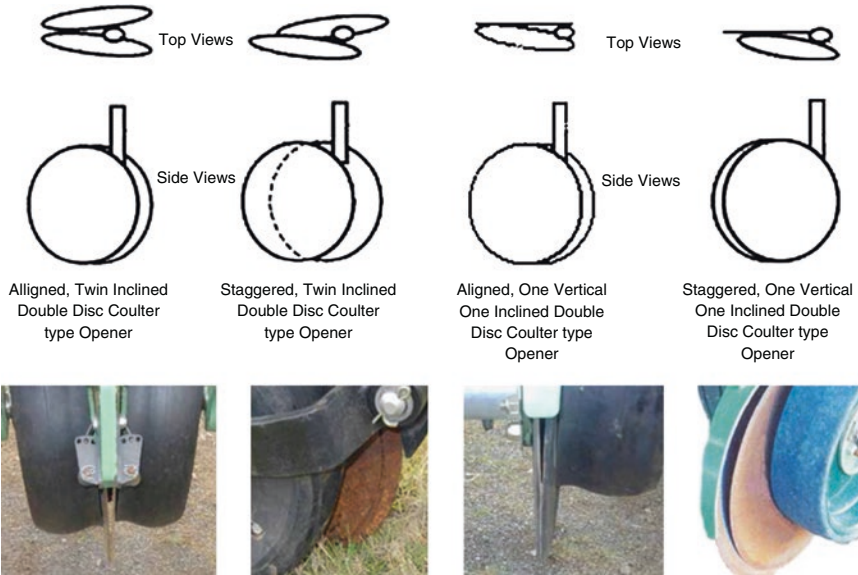 Top Views
Top Views
Side Views
Side Views
Alligned, Twin Inclined
Double Disc Coulter
type Opener
Staggered, Twin Inclined
Double Disc Coulter
type Opener
Aligned, One Vertical
One Inclined Double
Disc Coulter type
Opener
Staggered, One Vertical
One Inclined Double
Disc Coulter type
Opener